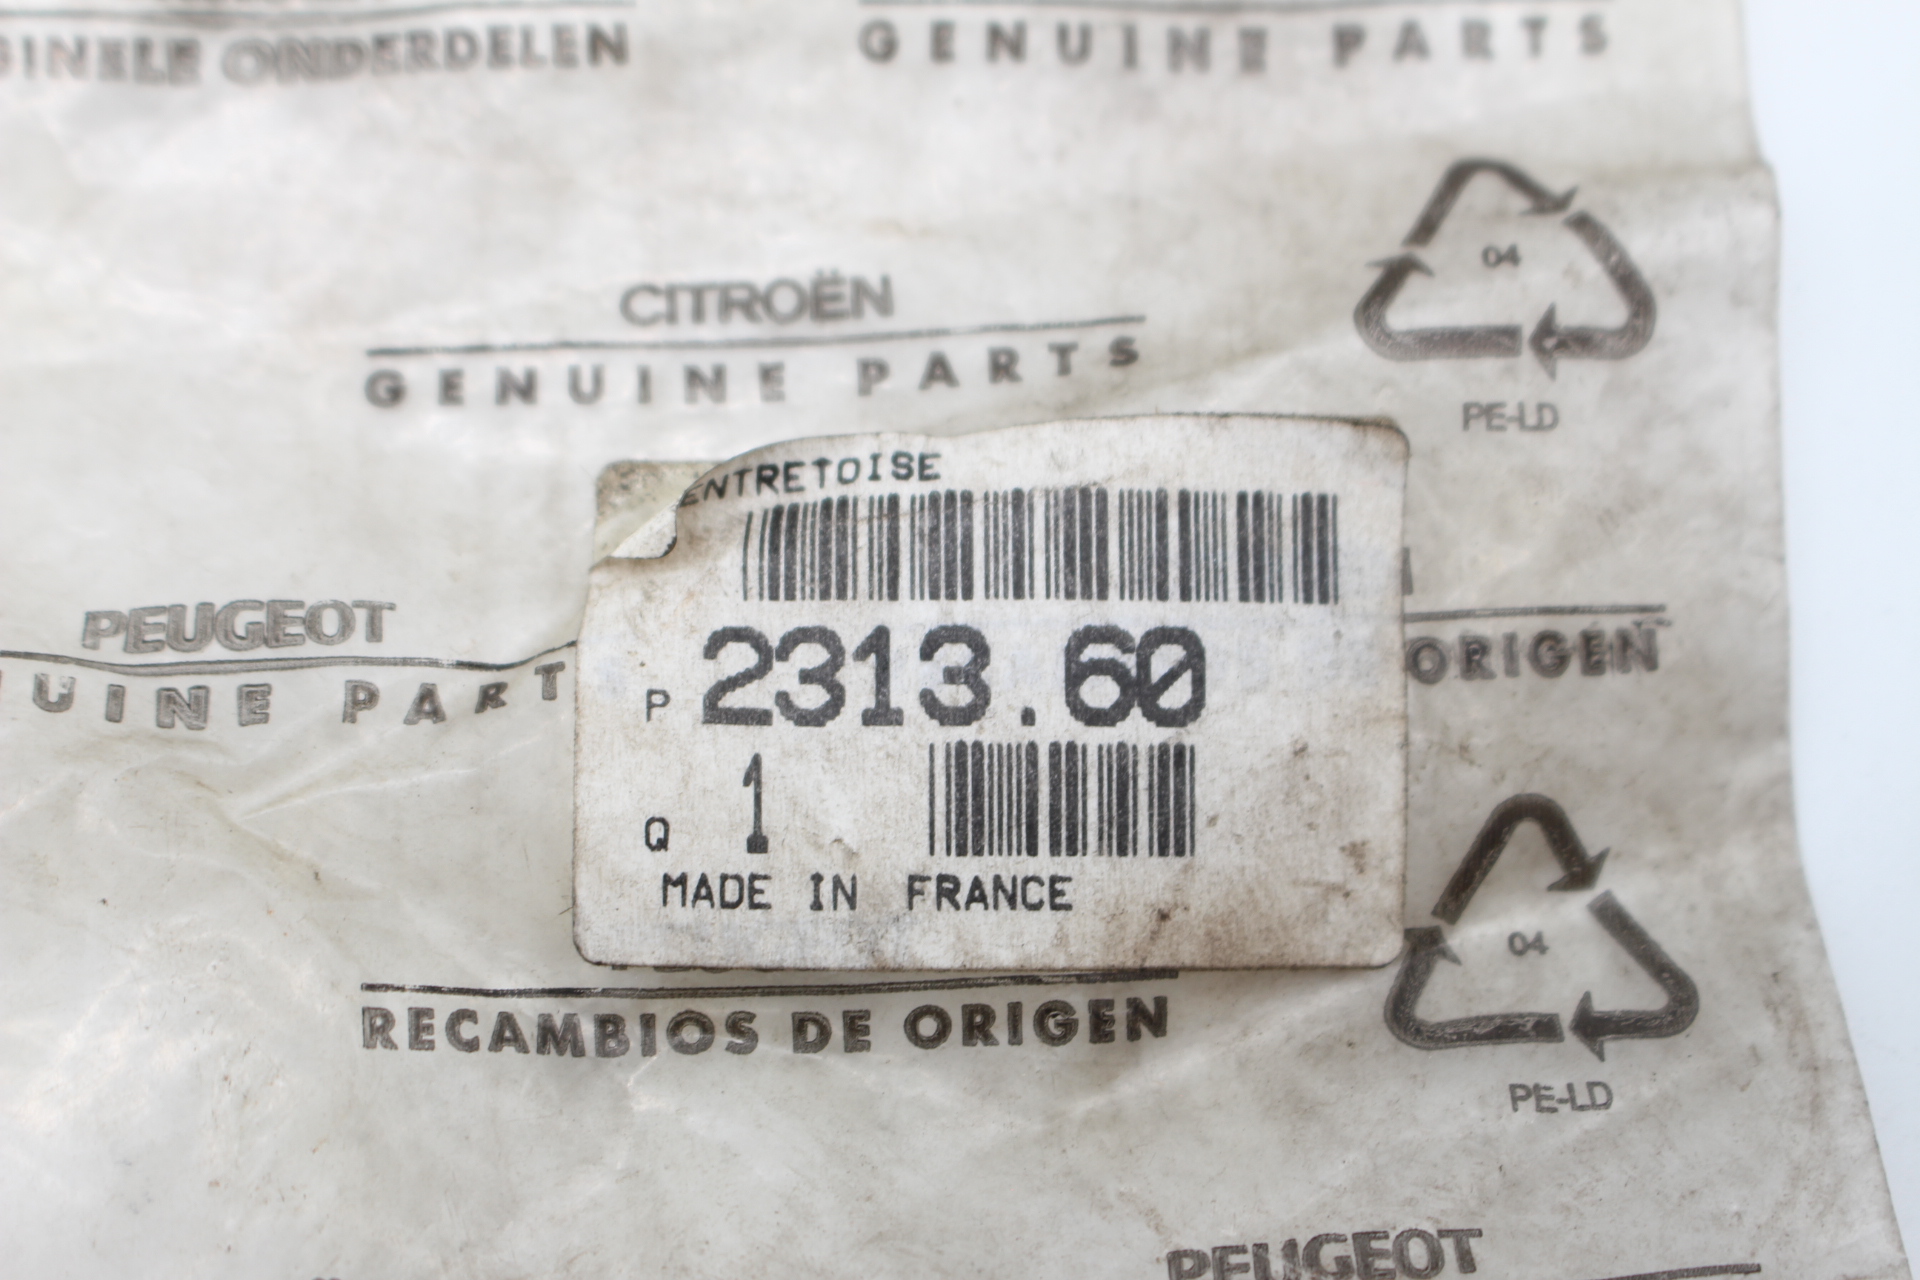 ONDERDELEN
GENUINE PARTS
CITROËN
GENUINE PARTS
04
PE-LD
ENTRETOISE
PEUGEOT
P 2313.60
ORIGEN
Q 1
MADE IN FRANCE
04
PE-LD
RECAMBIOS DE ORIGEN
PEUGEOT